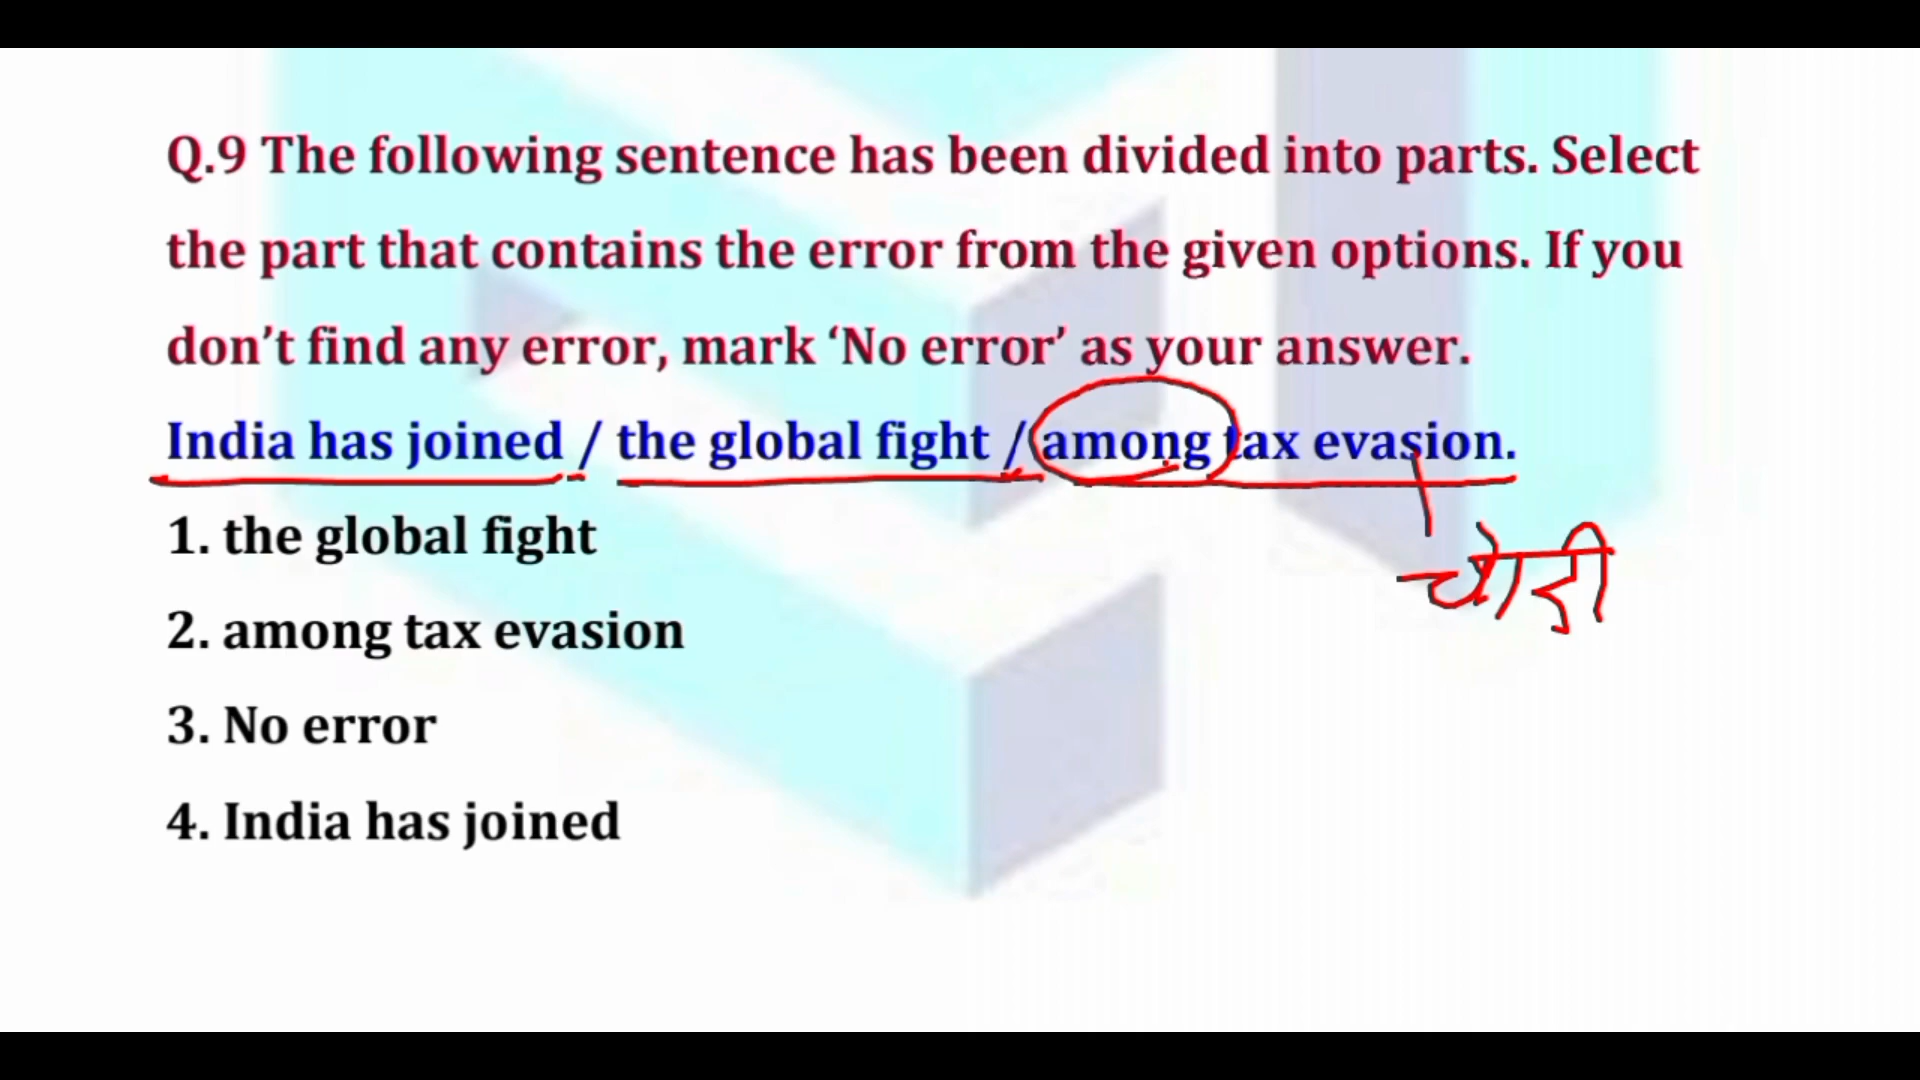 Q.9 The following sentence has been divided into parts. Select
the part that contains the error from the given options. If you
don’t find any error, mark ‘No error’ as your answer.
India has joined / the global fight / among tax evasion.
चोरी
1. the global fight
2. among tax evasion
3. No error
4. India has joined